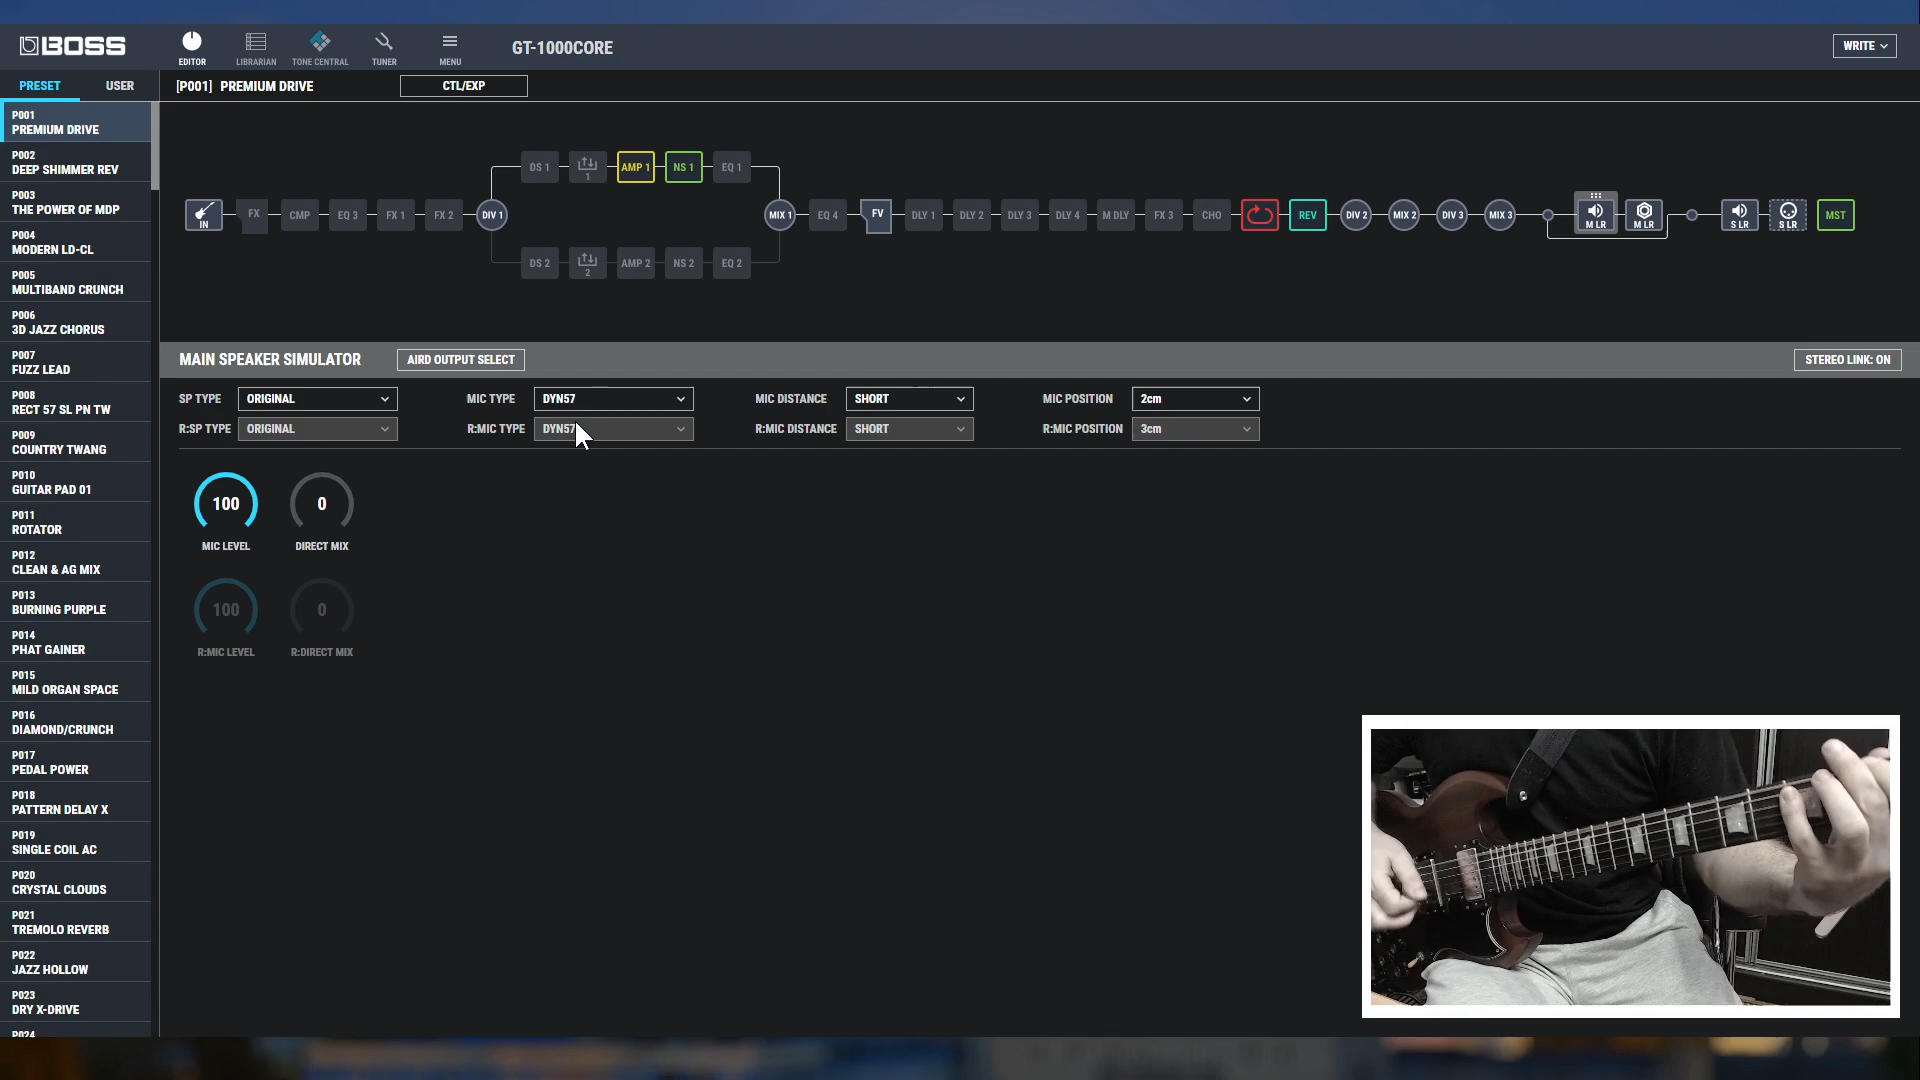 BOSS
EDITOR
LIBRARIAN
TONE CENTRAL
TUNER
MENU
GT-1000CORE
WRITE
PRESET
USER
[P001] PREMIUM DRIVE
CTL/EXP
P001
PREMIUM DRIVE
P002
DEEP SHIMMER REV
P003
THE POWER OF MDP
P004
MODERN LD-CL
P005
MULTIBAND CRUNCH
P006
3D JAZZ CHORUS
P007
FUZZ LEAD
P008
RECT 57 SL PN TW
P009
COUNTRY TWANG
P010
GUITAR PAD 01
P011
ROTATOR
P012
CLEAN & AG MIX
P013
BURNING PURPLE
P014
PHAT GAINER
P015
MILD ORGAN SPACE
P016
DIAMOND/CRUNCH
P017
PEDAL POWER
P018
PATTERN DELAY X
P019
SINGLE COIL AC
P020
CRYSTAL CLOUDS
P021
TREMOLO REVERB
P022
JAZZ HOLLOW
P023
DRY X-DRIVE
P024
DS 1
1
AMP 1
NS 1
EQ 1
IN
FX
CMP
EQ 3
FX 1
FX 2
DIV 1
MIX 1
EQ 4
FV
DLY 1
DLY 2
DLY 3
DLY 4
M DLY
FX 3
CHO
REV
DIV 2
MIX 2
DIV 3
MIX 3
M LR
M LR
S LR
S LR
MST
DS 2
2
AMP 2
NS 2
EQ 2
MAIN SPEAKER SIMULATOR
AIRD OUTPUT SELECT
STEREO LINK: ON
SP TYPE
ORIGINAL
MIC TYPE
DYN57
MIC DISTANCE
SHORT
MIC POSITION
2cm
R:SP TYPE
ORIGINAL
R:MIC TYPE
DYN57
R:MIC DISTANCE
SHORT
R:MIC POSITION
3cm
100
0
MIC LEVEL
DIRECT MIX
100
0
R:MIC LEVEL
R:DIRECT MIX